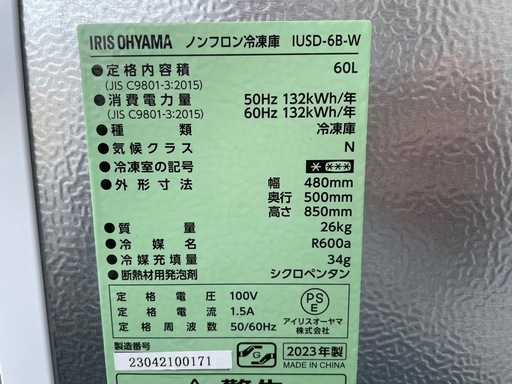 IRIS OHYAMA ノンフロン冷凍庫 IUSD-6B-W
●定格内容積 60L
(JIS C9801-3:2015)
●消費電力量 50Hz 132kWh/年
(JIS C9801-3:2015) 60Hz 132kWh/年
●種類 冷凍庫
●気候クラス N
●冷凍室の記号
●外形寸法 幅 480mm
奥行 500mm
高さ 850mm
●質量 26kg
●冷媒名 R600a
●冷媒充填量 34g
●断熱材用発泡剤 シクロペンタン
定格電圧 100V
定格電流 1.5A
定格周波数 50/60Hz
PSE
アイリスオーヤマ
株式会社
製造番号
23042100171
G
2023年製
MADE IN CHINA